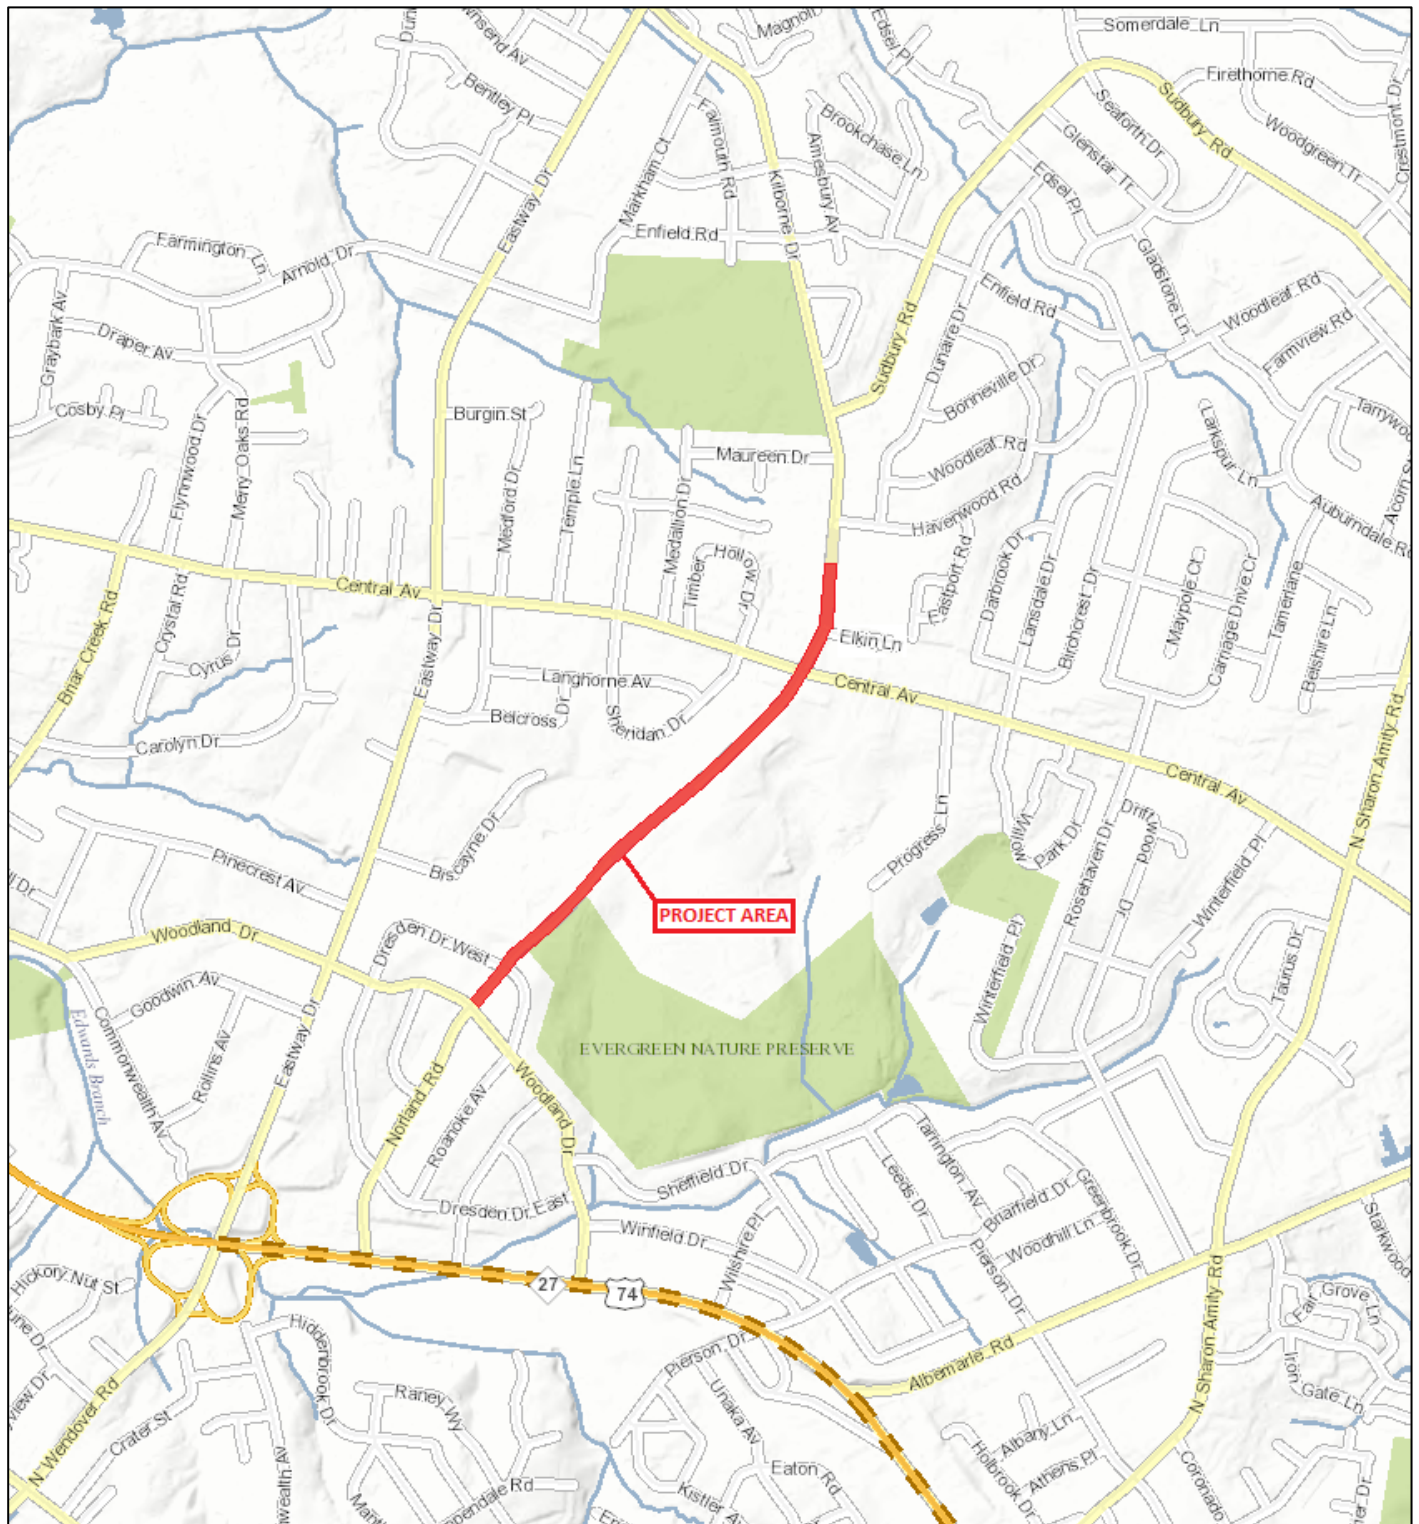 Somerdale Ln
Edsel Pl
Firethorne Rd
Crestmont Dr
Bentley Pl
Sudbury Rd
Seaforth Dr
Woodgreen Tr
Brookchase Ln
Glenstar Tr
Falmouth Rd
Markham Ct
Amesbury Av
Kilborne Dr
Edsel Pl
Eastway Dr
Enfield Rd
Farmington Ln
Arnold Dr
Gladstone Ln
Enfield Rd
Woodleaf Rd
Graybark Av
Draper Av
Sudbury Rd
Dunaire Dr
Farmview Rd
Bonneville Dr
Cosby Pl
Burgin St
Flynnwood Dr
Merry Oaks Rd
Maureen Dr
Woodleaf Rd
Larkspur Ln
Medford Dr
Temple Ln
Medallion Dr
Havenwood Rd
Auburndale Rd
Timber Hollow Dr
Eastport Rd
Darbrook Dr
Lansdale Dr
Birchcrest Dr
Maypole Ct
Carriage Drive Cr
Tamerlane
Belshire Ln
Central Av
Briar Creek Rd
Crystal Rd
Cyrus Dr
Eastway Dr
Elkin Ln
Langhorne Av
Belcross Dr
Sheridan Dr
Central Av
Carolyn Dr
Central Av
N Sharon Amity Rd
Biscayne Dr
Progress Ln
Willow Park Dr
Driftwood Dr
Rosehaven Dr
Winterfield Pl
Pinecrest Av
PROJECT AREA
Woodland Dr
Dresden Dr West
Goodwin Av
Winterfield Pl
Taurus Dr
Edwards Branch
Commonwealth Av
Rollins Av
Eastway Dr
EVERGREEN NATURE PRESERVE
Norland Rd
Roanoke Av
Woodland Dr
Tarrington Av
Leeds Dr
Sheffield Dr
Briarfield Dr
Greenbrook Dr
Dresden Dr East
Winfield Dr
Wilshire Pl
Woodhill Ln
Pierson Dr
Starkwood
Hickory Nut St
27
74
Farm Grove Ln
Iron Gate Ln
Hiddenbrook Dr
Pierson Dr
Albemarle Rd
N Sharon Amity Rd
Raney Wy
Unaka Av
Crater St
N Wendover Rd
Albany Ln
Holbrook Dr
Athens Pl
Coronado
Eaton Rd
Kistler Av